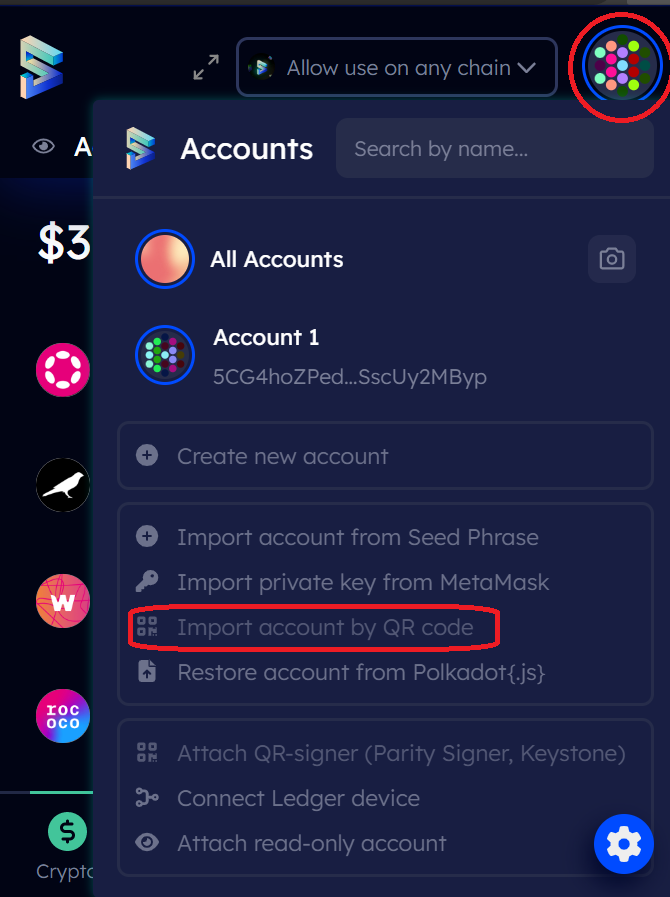 Allow use on any chain
A
Accounts
Search by name...
$3
All Accounts
Account 1
5CG4hoZPed...SscUy2MByp
Create new account
Import account from Seed Phrase
Import private key from MetaMask
Import account by QR code
Restore account from Polkadot{.js}
W
ROC
OCO
Attach QR-signer (Parity Signer, Keystone)
Connect Ledger device
Attach read-only account
$
Crypto